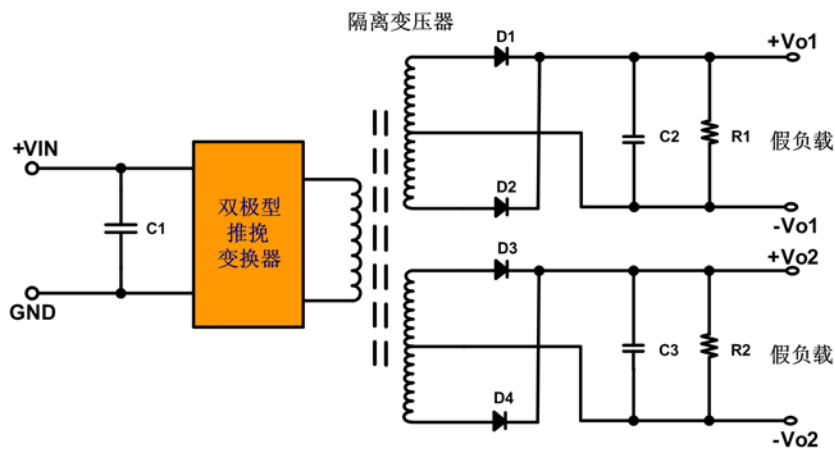 隔离变压器
D1
+Vo1
C2
R1
假负载
+VIN
D2
-Vo1
C1
双极型
推挽
变换器
D3
+Vo2
GND
C3
R2
假负载
D4
-Vo2